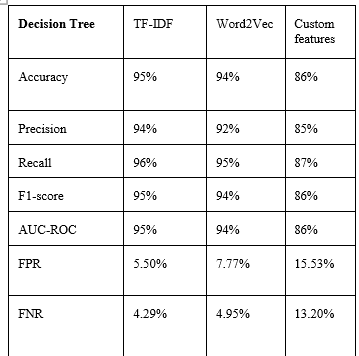 Decision Tree TF-IDF Word2Vec Custom
features
Accuracy 95% 94% 86%
Precision 94% 92% 85%
Recall 96% 95% 87%
F1-score 95% 94% 86%
AUC-ROC 95% 94% 86%
FPR 5.50% 7.77% 15.53%
FNR 4.29% 4.95% 13.20%